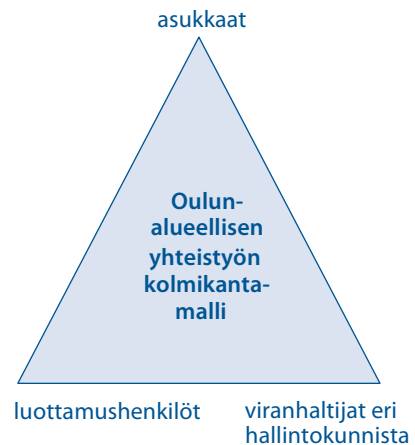 asukkaat
Oulun-
alueellisen
yhteistyön
kolmikanta-
malli
luottamushenkilöt
viranhaltijat eri
hallintokunnista